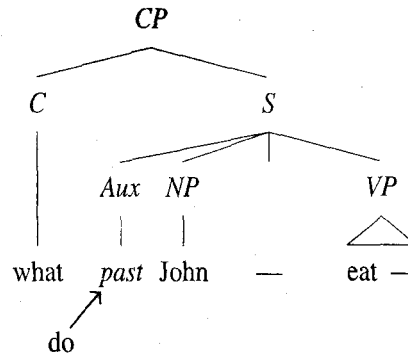 CP
C S
Aux NP VP
what past John — eat —
do